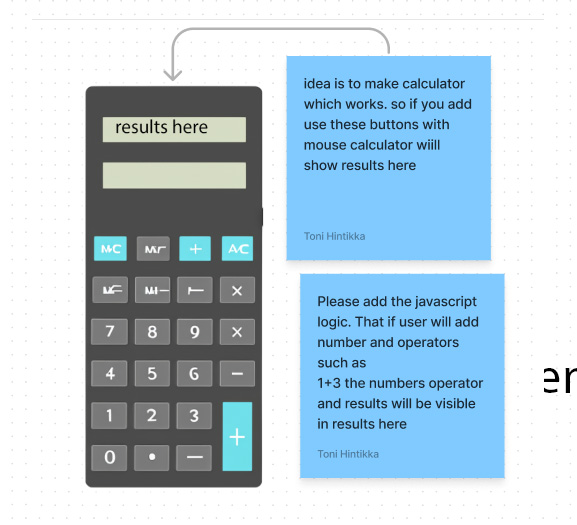 idea is to make calculator
which works. so if you add
use these buttons with
mouse calculator wiill
show results here
Toni Hintikka
results here
Please add the javascript
logic. That if user will add
number and operators
such as
1+3 the numbers operator
and results will be visible
in results here
Toni Hintikka
er
+
×
7 8 9 ×
4 5 6 −
1 2 3 +
0 • −